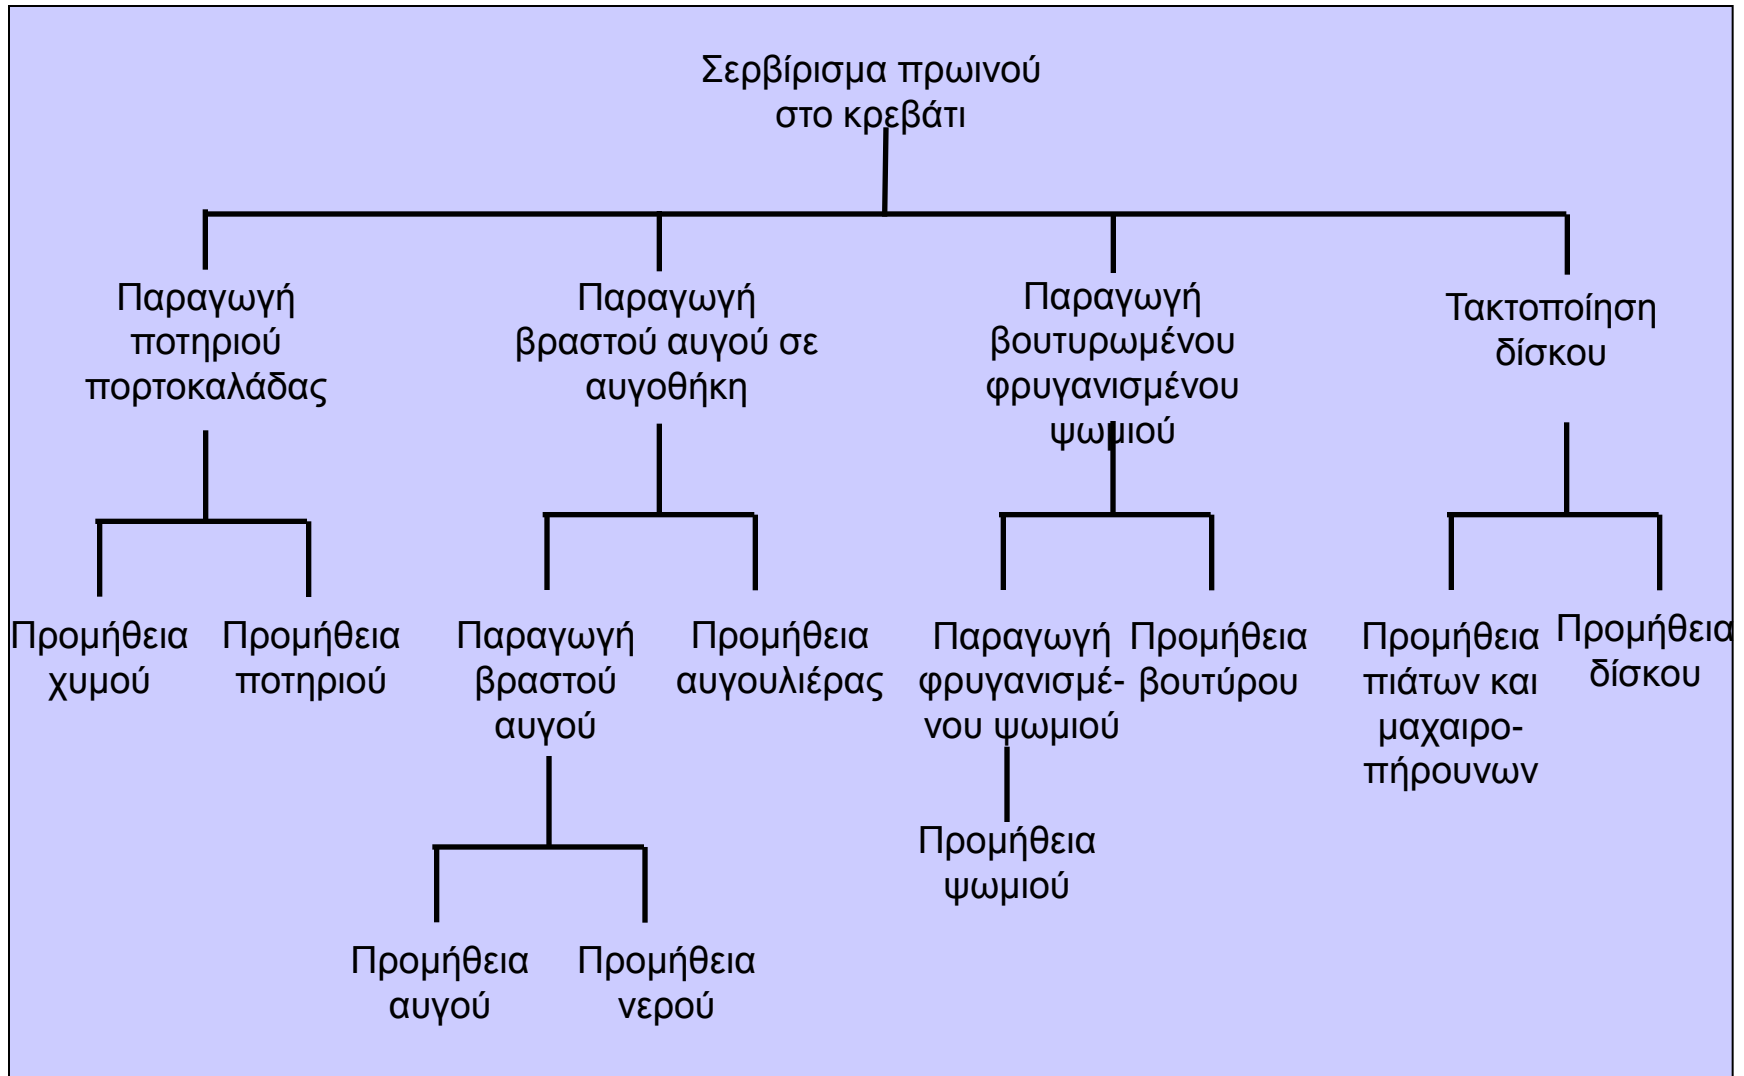 Σερβίρισμα πρωινού
στο κρεβάτι
Παραγωγή
ποτηριού
πορτοκαλάδας
Παραγωγή
βραστού αυγού σε
αυγοθήκη
Παραγωγή
βουτυρωμένου
φρυγανισμένου
ψωμιού
Τακτοποίηση
δίσκου
Προμήθεια
χυμού
Προμήθεια
ποτηριού
Παραγωγή
βραστού
αυγού
Προμήθεια
αυγουλιέρας
Παραγωγή
φρυγανισμέ-
νου ψωμιού
Προμήθεια
βουτύρου
Προμήθεια
πιάτων και
μαχαιρο-
πήρουνων
Προμήθεια
δίσκου
Προμήθεια
αυγού
Προμήθεια
νερού
Προμήθεια
ψωμιού